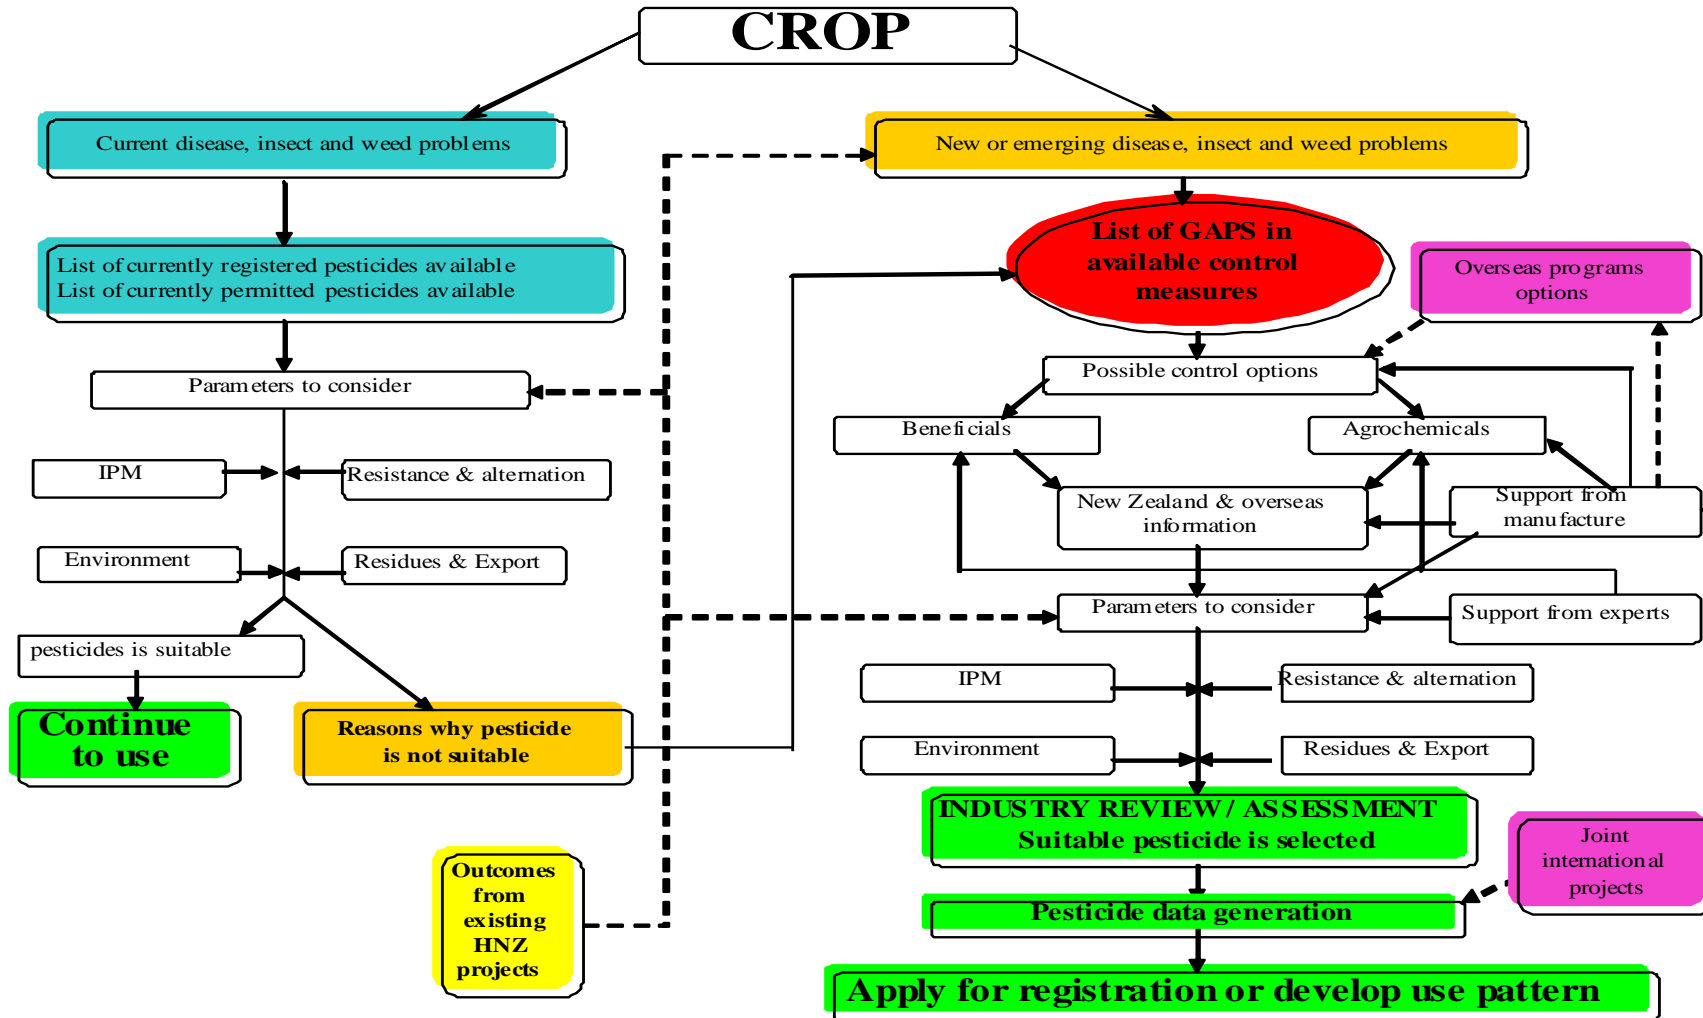 CROP
Current disease, insect and weed problems
New or emerging disease, insect and weed problems
List of currently registered pesticides available
List of currently permitted pesticides available
List of GAPS in
available control
measures
Overseas programs
options
Parameters to consider
Possible control options
Beneficials
Agrochemicals
IPM
Resistance & alternation
New Zealand & overseas
information
Support from
manufacture
Environment
Residues & Export
Parameters to consider
Support from experts
pesticides is suitable
IPM
Resistance & alternation
Continue
to use
Reasons why pesticide
is not suitable
Environment
Residues & Export
INDUSTRY REVIEW / ASSESSMENT
Suitable pesticide is selected
Joint
international
projects
Outcomes
from
existing
HNZ
projects
Pesticide data generation
Apply for registration or develop use pattern